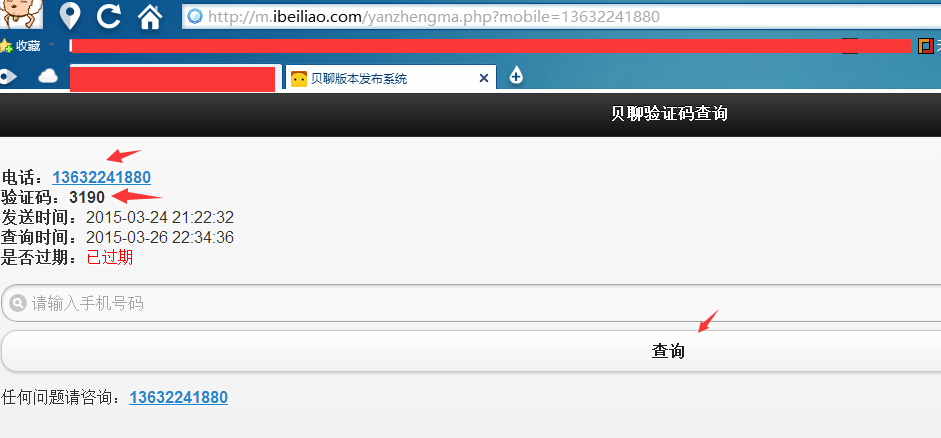 http://m.ibeiliao.com/yanzhengma.php?mobile=13632241880
收藏
贝聊版本发布系统
贝聊验证码查询
电话：13632241880
验证码：3190
发送时间：2015-03-24 21:22:32
查询时间：2015-03-26 22:34:36
是否过期：已过期
请输入手机号码
查询
任何问题请咨询：13632241880